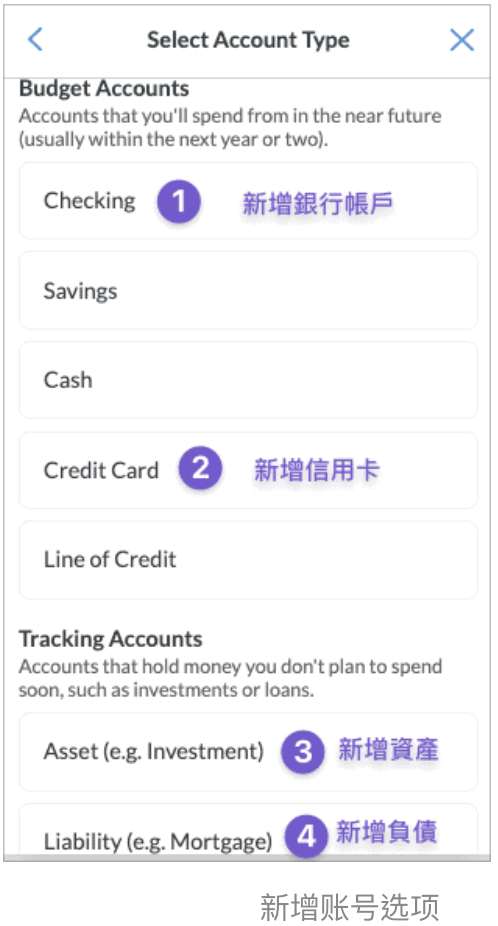 Select Account Type
Budget Accounts
Accounts that you'll spend from in the near future
(usually within the next year or two).
Checking 1 新增銀行帳戶
Savings
Cash
Credit Card 2 新增信用卡
Line of Credit
Tracking Accounts
Accounts that hold money you don't plan to spend
soon, such as investments or loans.
Asset (e.g. Investment) 3 新增資產
Liability (e.g. Mortgage) 4 新增負債
新增账号选项